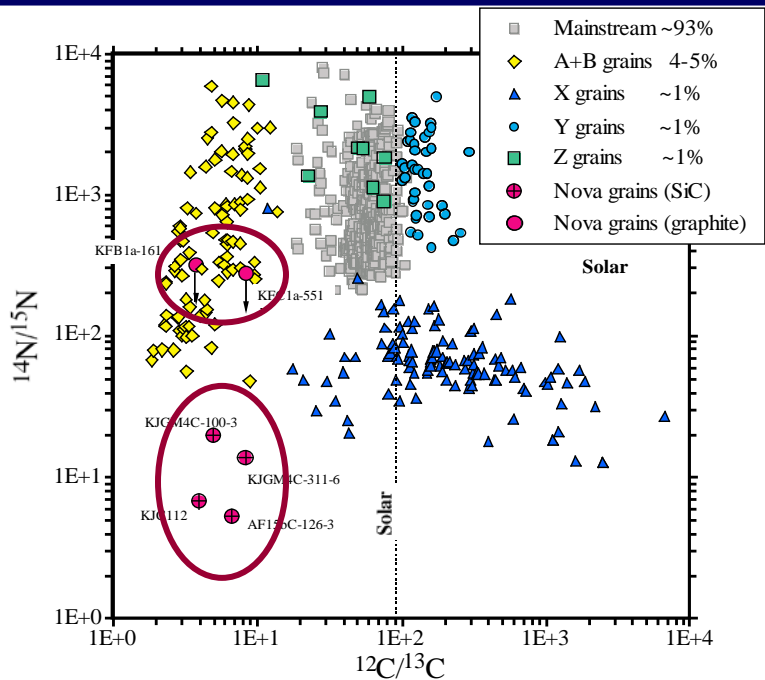 Mainstream ~93%
A+B grains 4-5%
X grains ~1%
Y grains ~1%
Z grains ~1%
Nova grains (SiC)
Nova grains (graphite)
1E+4
1E+3
1E+2
1E+1
1E+0
14N/15N
KFB1a-161
KFC1a-551
KJGM4C-100-3
KJGM4C-311-6
KJC112
AF15bC-126-3
Solar
Solar
1E+0
1E+1
1E+2
1E+3
1E+4
12C/13C